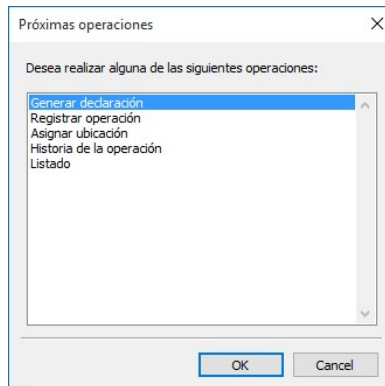 Próximas operaciones
Desea realizar alguna de las siguientes operaciones:
Generar declaración
Registrar operación
Asignar ubicación
Historia de la operación
Listado
OK
Cancel